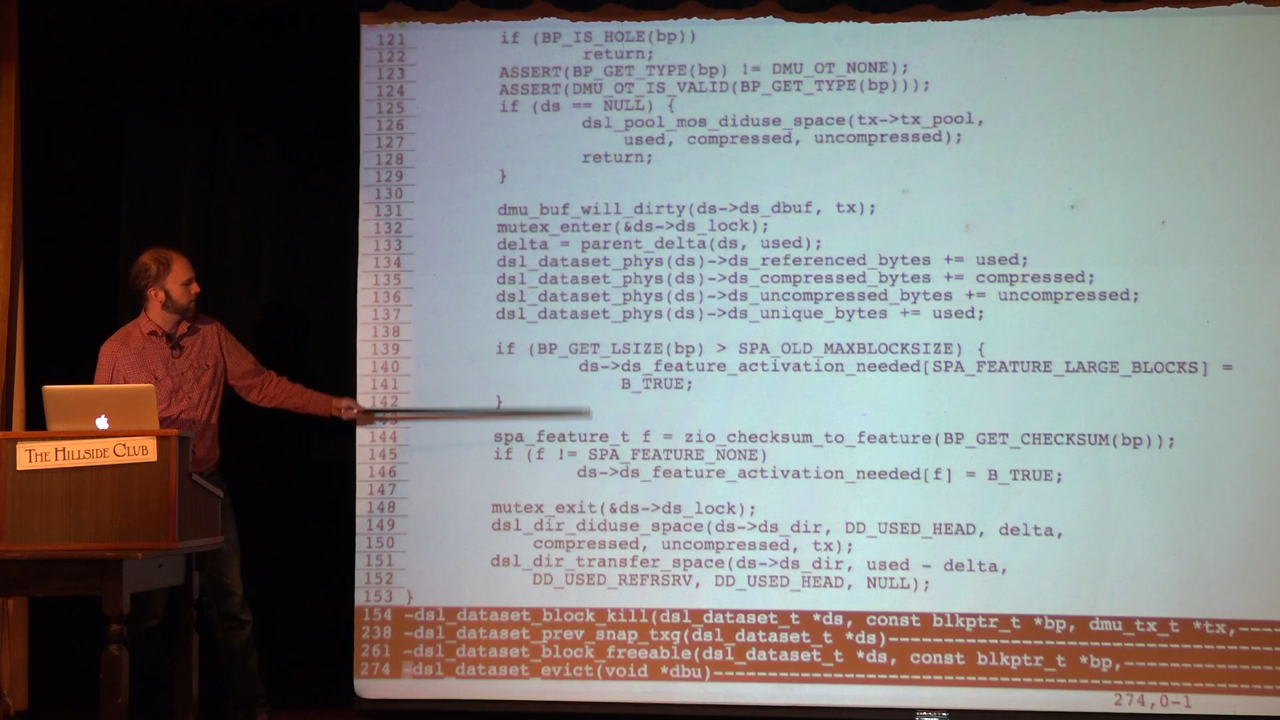 121 if (BP_IS_HOLE(bp))
122 return;
123 ASSERT(BP_GET_TYPE(bp) != DMU_OT_NONE);
124 ASSERT(DMU_OT_IS_VALID(BP_GET_TYPE(bp)));
125 if (ds == NULL) {
126 dsl_pool_mos_diduse_space(tx->tx_pool,
127 used, compressed, uncompressed);
128 return;
129 }
130
131 dmu_buf_will_dirty(ds->ds_dbuf, tx);
132 mutex_enter(&ds->ds_lock);
133 delta = parent_delta(ds, used);
134 dsl_dataset_phys(ds)->ds_referenced_bytes += used;
135 dsl_dataset_phys(ds)->ds_compressed_bytes += compressed;
136 dsl_dataset_phys(ds)->ds_uncompressed_bytes += uncompressed;
137 dsl_dataset_phys(ds)->ds_unique_bytes += used;
138
139 if (BP_GET_LSIZE(bp) > SPA_OLD_MAXBLOCKSIZE) {
140 ds->ds_feature_activation_needed[SPA_FEATURE_LARGE_BLOCKS] =
141 B_TRUE;
142 }
144 spa_feature_t f = zio_checksum_to_feature(BP_GET_CHECKSUM(bp));
145 if (f != SPA_FEATURE_NONE)
146 ds->ds_feature_activation_needed[f] = B_TRUE;
147
148 mutex_exit(&ds->ds_lock);
149 dsl_dir_diduse_space(ds->ds_dir, DD_USED_HEAD, delta,
150 compressed, uncompressed, tx);
151 dsl_dir_transfer_space(ds->ds_dir, used - delta,
152 DD_USED_REFRSRV, DD_USED_HEAD, NULL);
153 }
154 -dsl_dataset_block_kill(dsl_dataset_t *ds, const blkptr_t *bp, dmu_tx_t *tx,----
238 -dsl_dataset_prev_snap_txg(dsl_dataset_t *ds)----------------------------------
261 -dsl_dataset_block_freeable(dsl_dataset_t *ds, const blkptr_t *bp,-------------
274 -dsl_dataset_evict(void *dbu)--------------------------------------------------
274,0-1
THE HILLSIDE CLUB